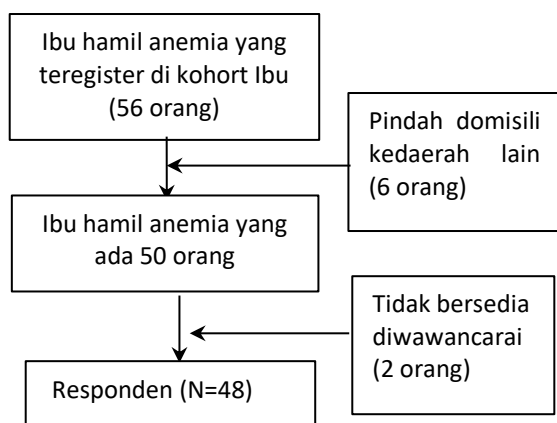 Ibu hamil anemia yang
teregister di kohort Ibu
(56 orang)
Pindah domisili
kedaerah lain
(6 orang)
Ibu hamil anemia yang
ada 50 orang
Tidak bersedia
diwawancarai
(2 orang)
Responden (N=48)